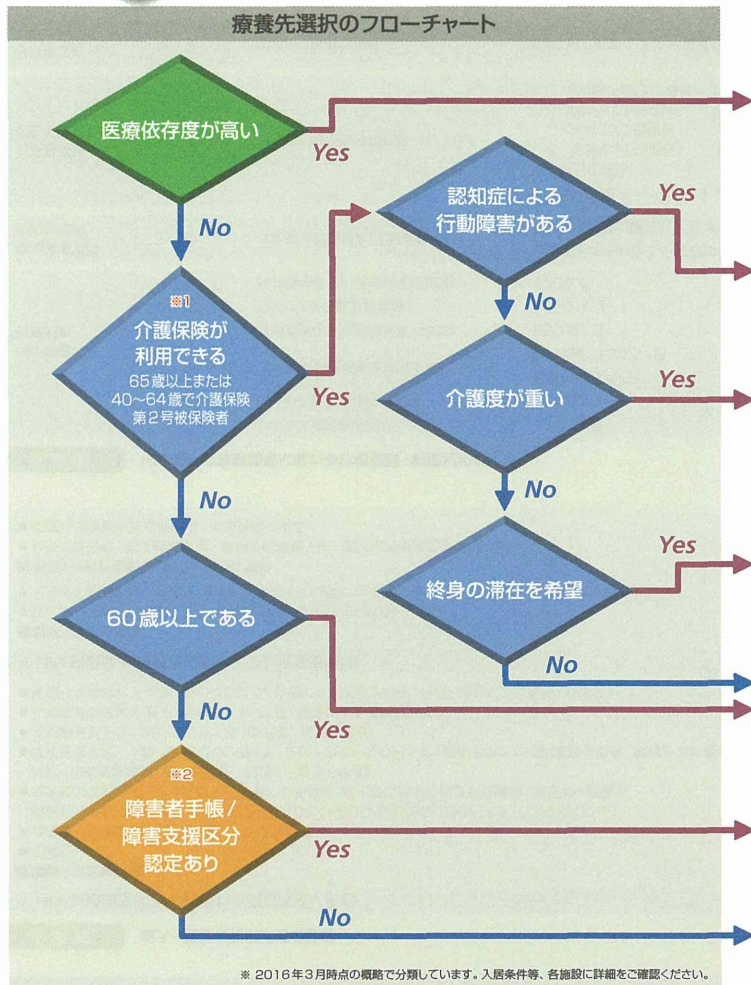 療養先選択のフローチャート
医療依存度が高い
Yes
No
認知症による
行動障害がある
Yes
No
※1
介護保険が
利用できる
65歳以上または
40~64歳で介護保険
第2号被保険者
Yes
No
介護度が重い
Yes
No
60歳以上である
Yes
No
終身の滞在を希望
Yes
No
※2
障害者手帳/
障害支援区分
認定あり
Yes
No
※ 2016年3月時点の概略で分類しています。入居条件等、各施設に詳細をご確認ください。